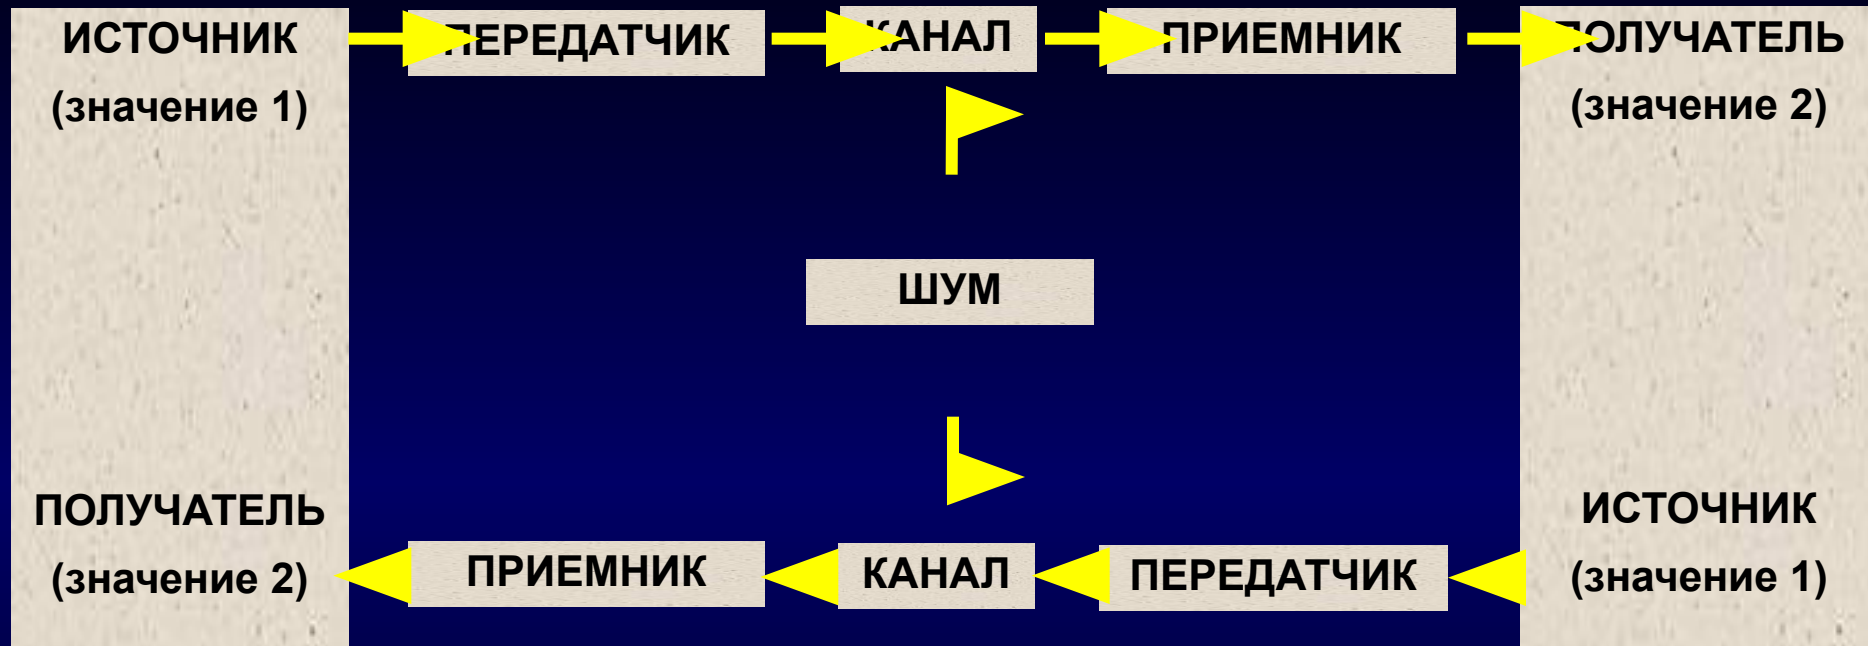 ИСТОЧНИК
(значение 1)
ПЕРЕДАТЧИК
КАНАЛ
ПРИЕМНИК
ПОЛУЧАТЕЛЬ
(значение 2)
ШУМ
ПОЛУЧАТЕЛЬ
(значение 2)
ПРИЕМНИК
КАНАЛ
ПЕРЕДАТЧИК
ИСТОЧНИК
(значение 1)